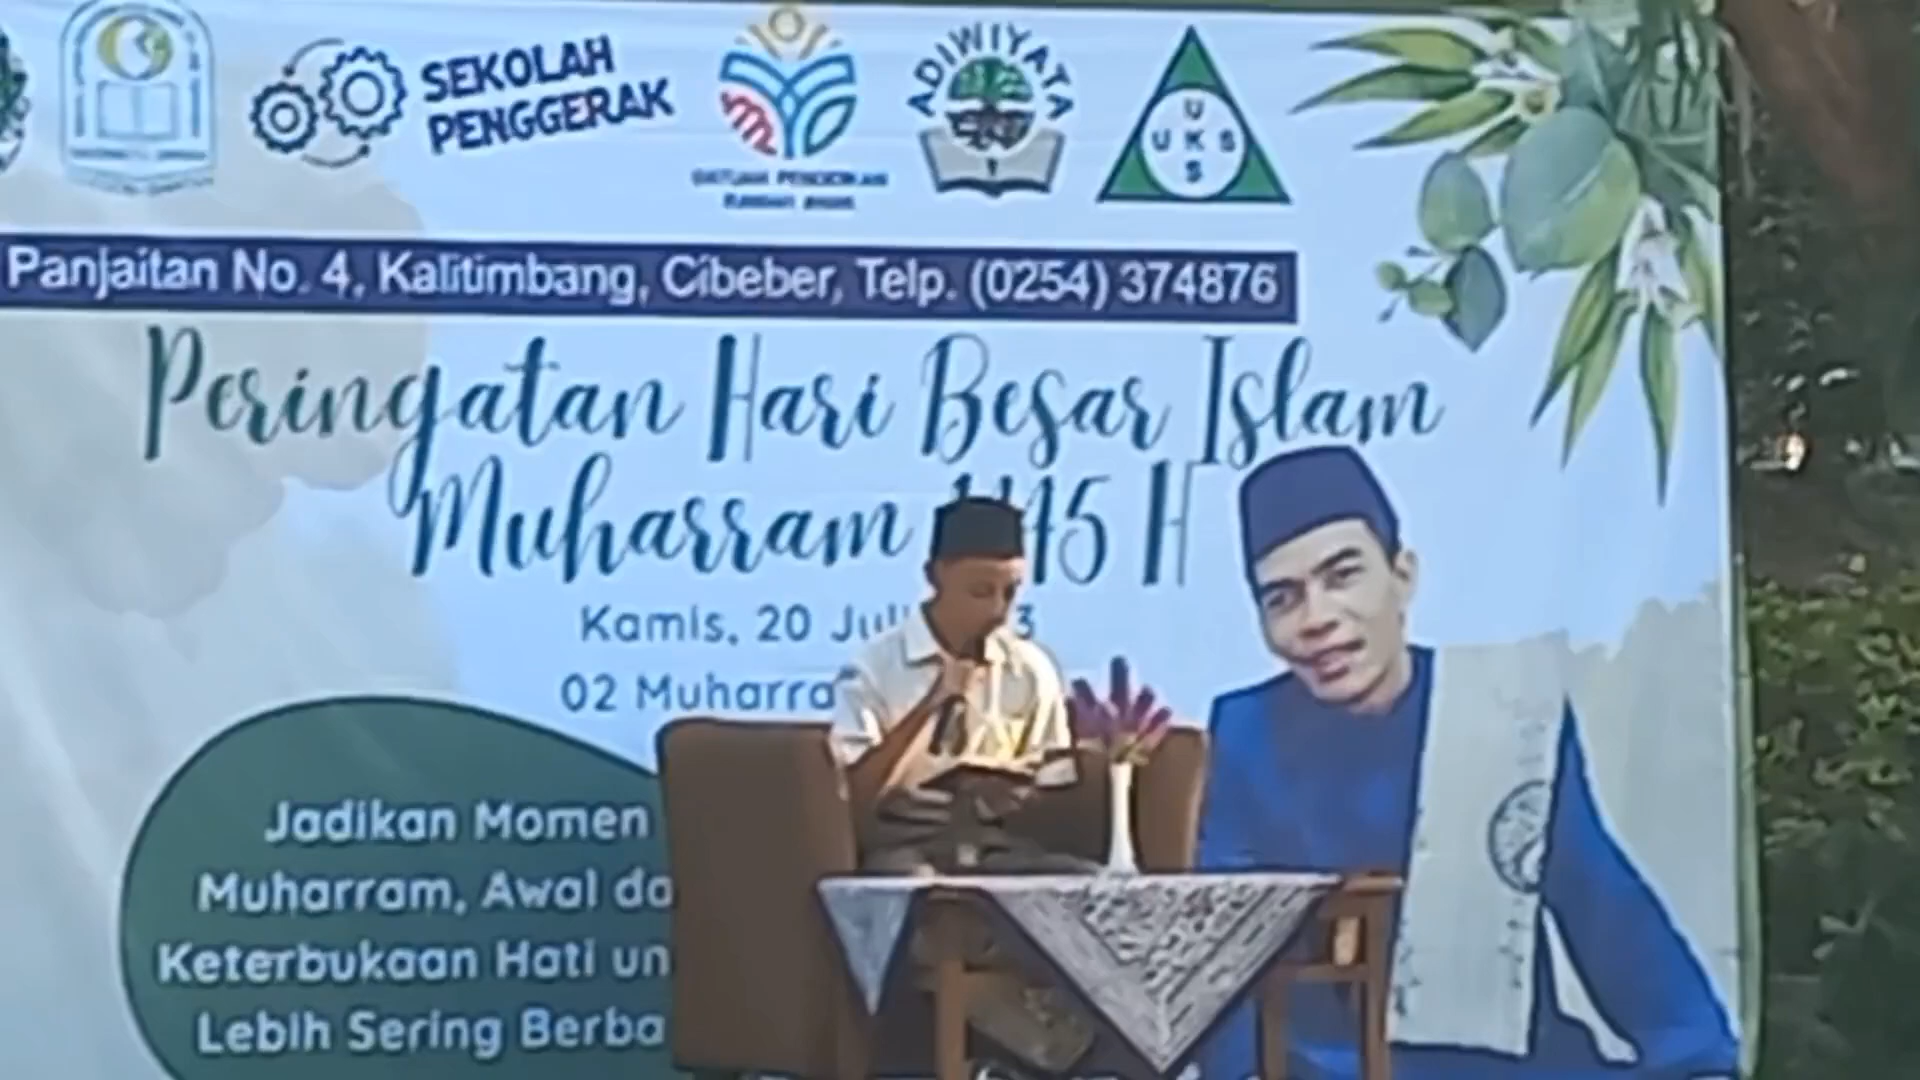 SEKOLAH
PENGGERAK
ADIWIYATA
U
UKS
S
Panjaitan No. 4, Kalitimbang, Cibeber, Telp. (0254) 374876
Peringatan Hari Besar Islam
Muharram 1445 H
Kamis, 20 Juli
02 Muharra
Jadikan Momen
Muharram, Awal da
Keterbukaan Hati un
Lebih Sering Berba